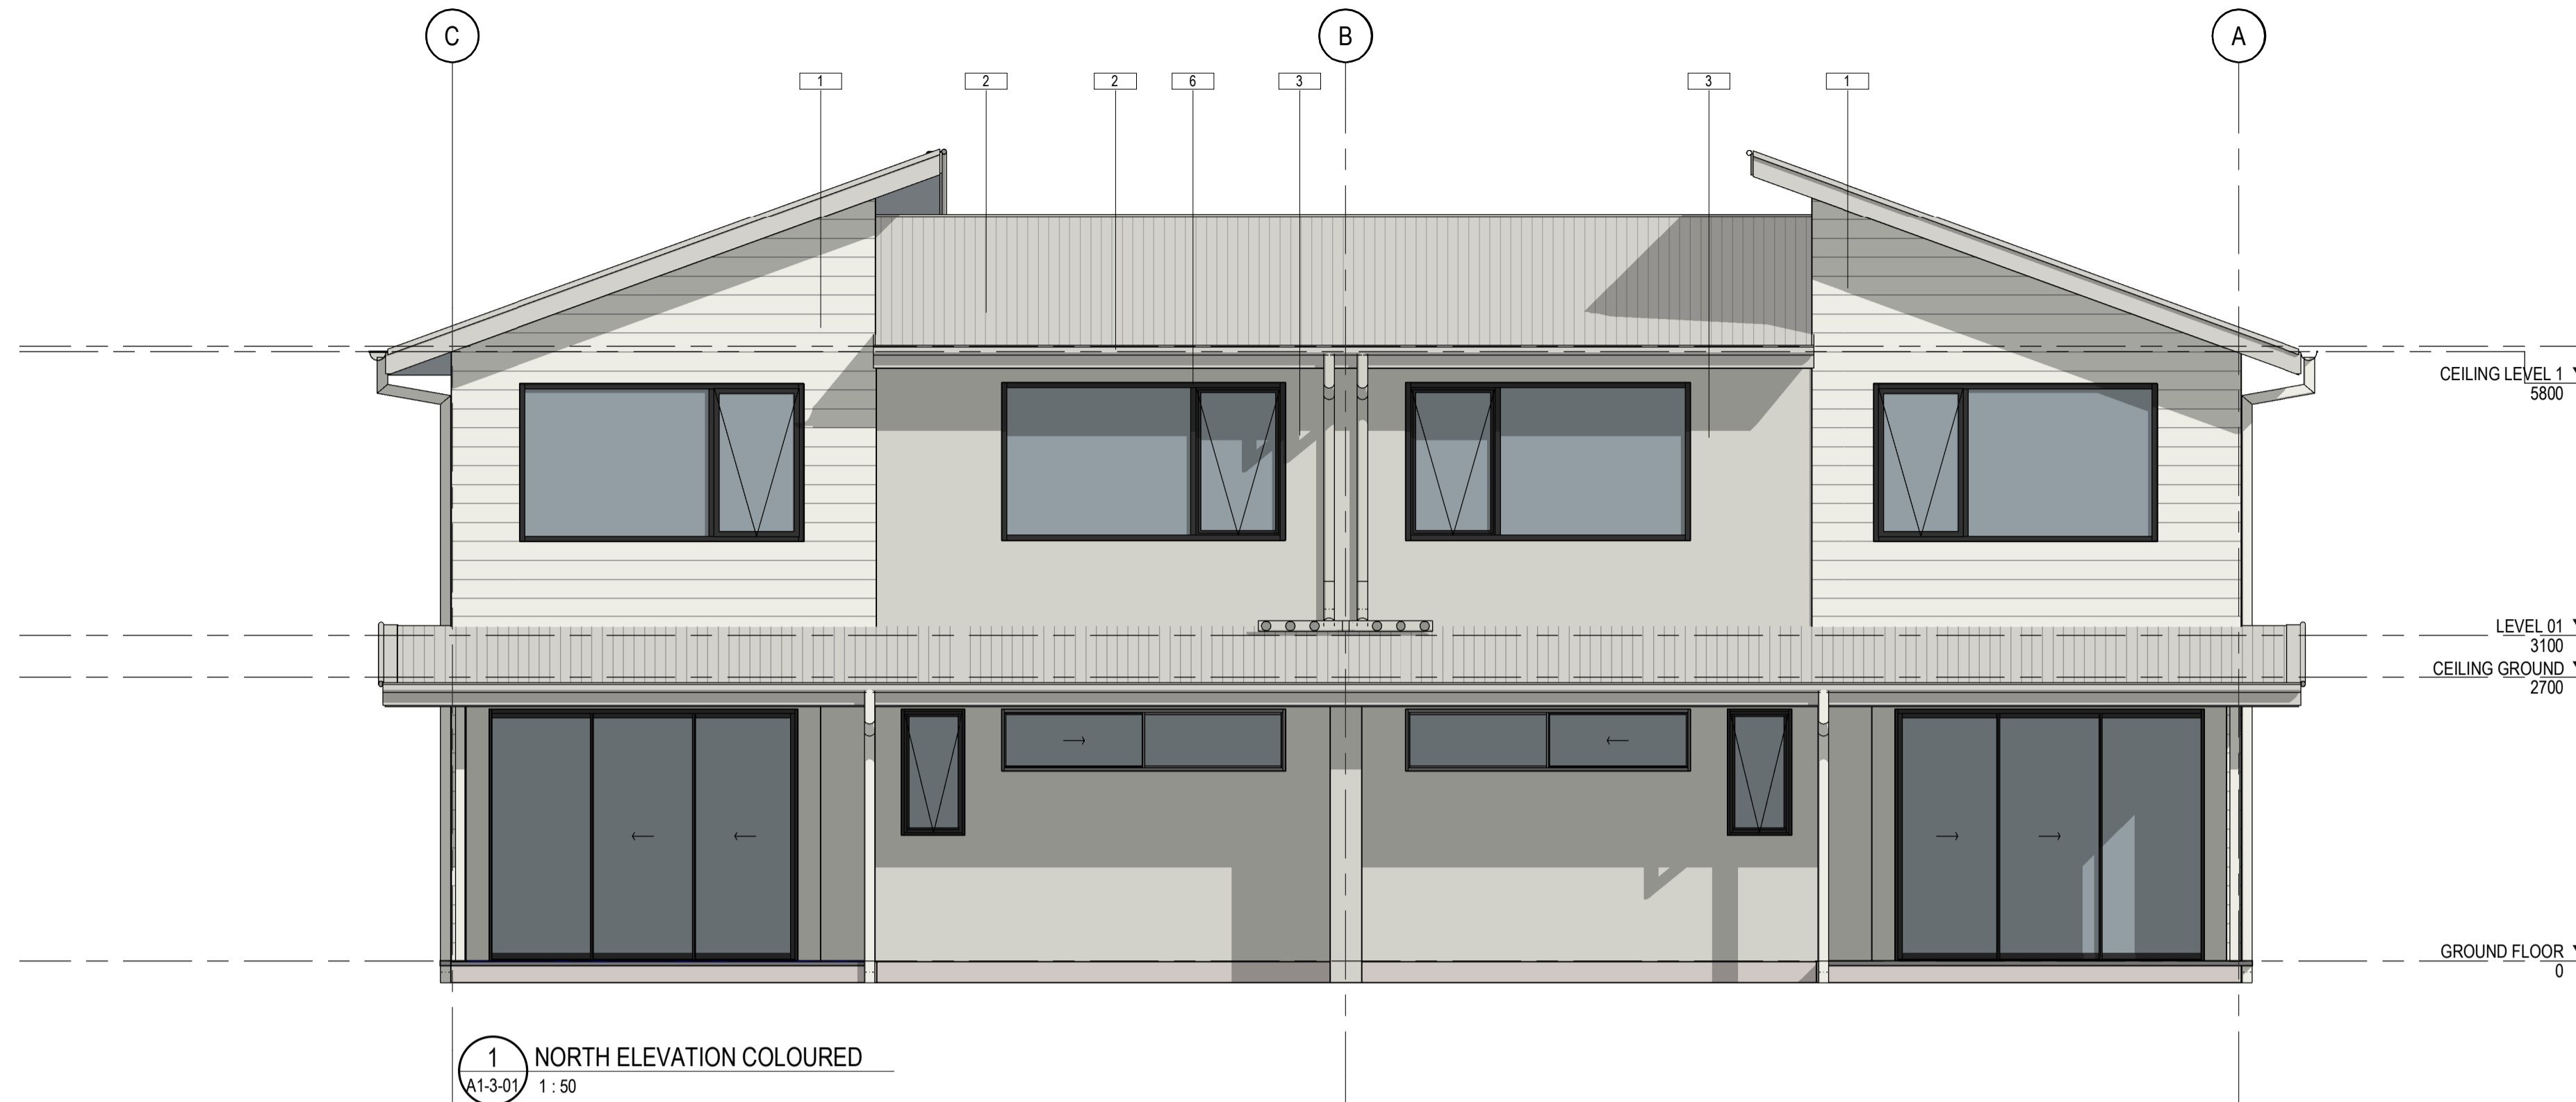 C
B
A
1
2
2
6
3
3
1
CEILING LEVEL 1
5800
LEVEL 01
3100
CEILING GROUND
2700
GROUND FLOOR
0
1
NORTH ELEVATION COLOURED
A1-3-01
1 : 50